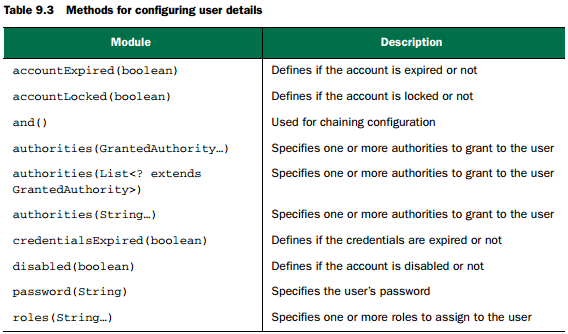 Table 9.3 Methods for configuring user details
Module Description
accountExpired(boolean) Defines if the account is expired or not
accountLocked(boolean) Defines if the account is locked or not
and() Used for chaining configuration
authorities(GrantedAuthority…) Specifies one or more authorities to grant to the user
authorities(List<? extends Specifies one or more authorities to grant to the user
GrantedAuthority>)
authorities(String…) Specifies one or more authorities to grant to the user
credentialsExpired(boolean) Defines if the credentials are expired or not
disabled(boolean) Defines if the account is disabled or not
password(String) Specifies the user's password
roles(String…) Specifies one or more roles to assign to the user